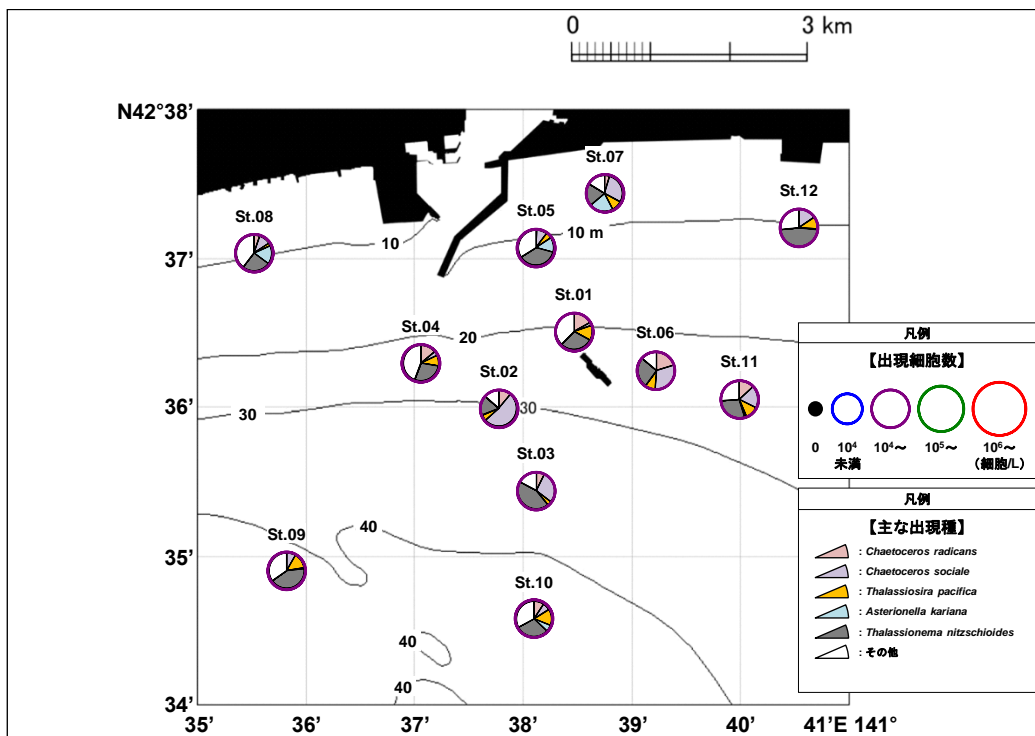 0 3 km
N42°38'
St.07
St.12
St.05
St.08
10 m
10
37'
St.01
St.04
20
St.06
St.11
St.02
36'
30
30
St.03
40
St.09
35'
St.10
40
40
34'
35' 36' 37' 38' 39' 40' 41'E 141°
凡例
【出現細胞数】
0 10⁴ 10⁴~ 10⁵~ 10⁶~
未満 (細胞/L)
凡例
【主な出現種】
: Chaetoceros radicans
: Chaetoceros sociale
: Thalassiosira pacifica
: Asterionella kariana
: Thalassionema nitzschioides
: その他